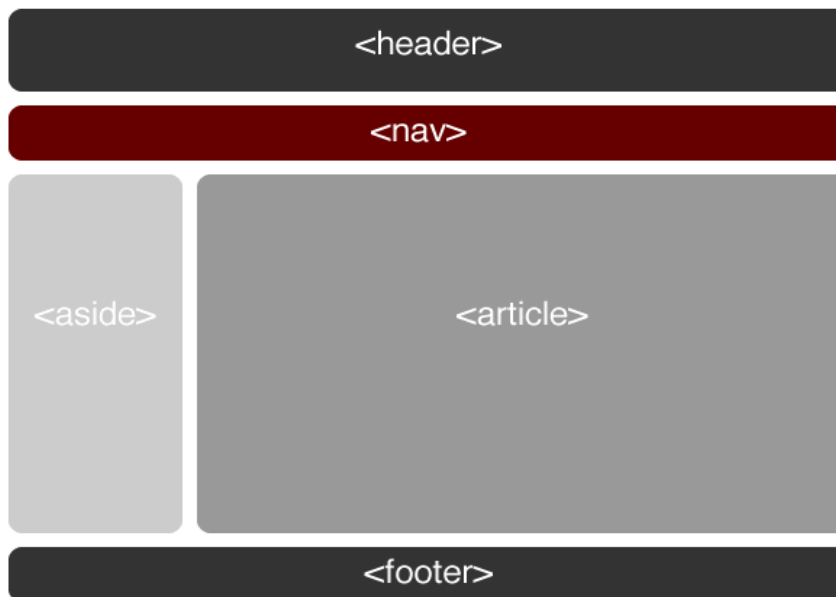 <header>
<nav>
<aside>
<article>
<footer>